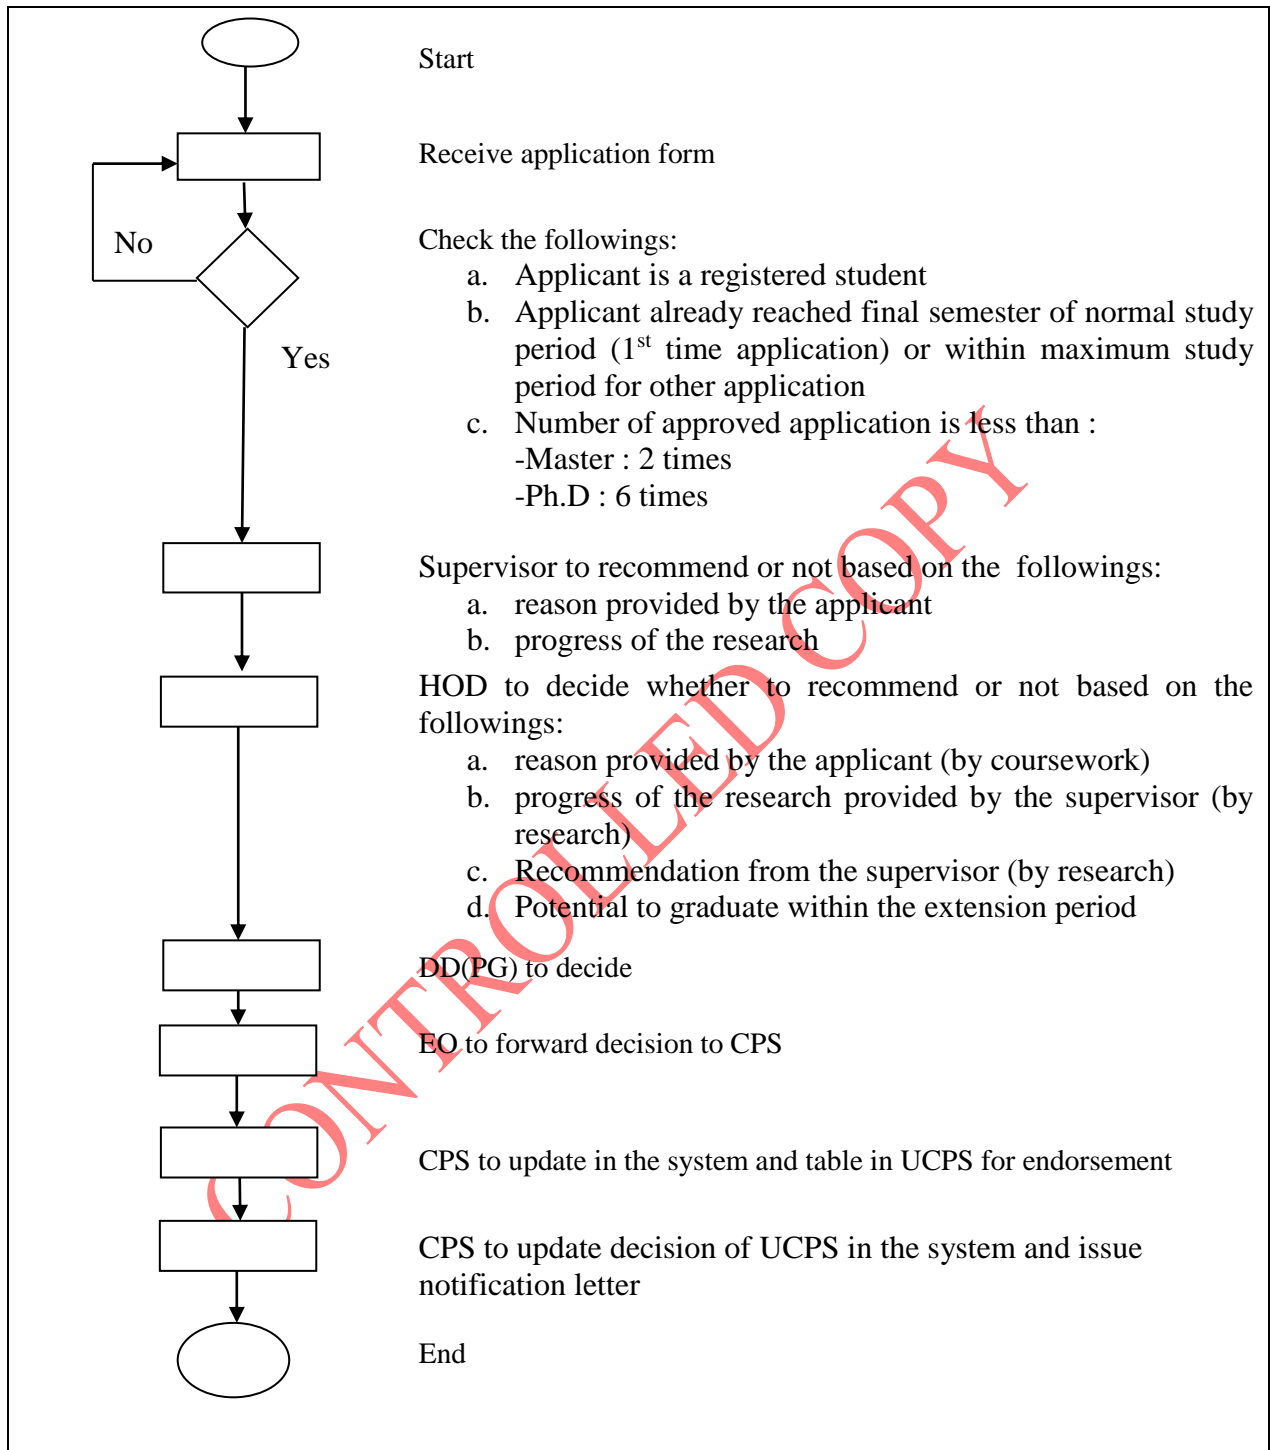 Start
Receive application form
No
Check the followings:
a. Applicant is a registered student
b. Applicant already reached final semester of normal study
period (1st time application) or within maximum study
Yes
period for other application
c. Number of approved application is less than :
-Master : 2 times
-Ph.D : 6 times
Supervisor to recommend or not based on the followings:
a. reason provided by the applicant
b. progress of the research
HOD to decide whether to recommend or not based on the
followings:
a. reason provided by the applicant (by coursework)
b. progress of the research provided by the supervisor (by
research)
c. Recommendation from the supervisor (by research)
d. Potential to graduate within the extension period
DD(PG) to decide
EO to forward decision to CPS
CPS to update in the system and table in UCPS for endorsement
CPS to update decision of UCPS in the system and issue
notification letter
End
CONTROLLED COPY